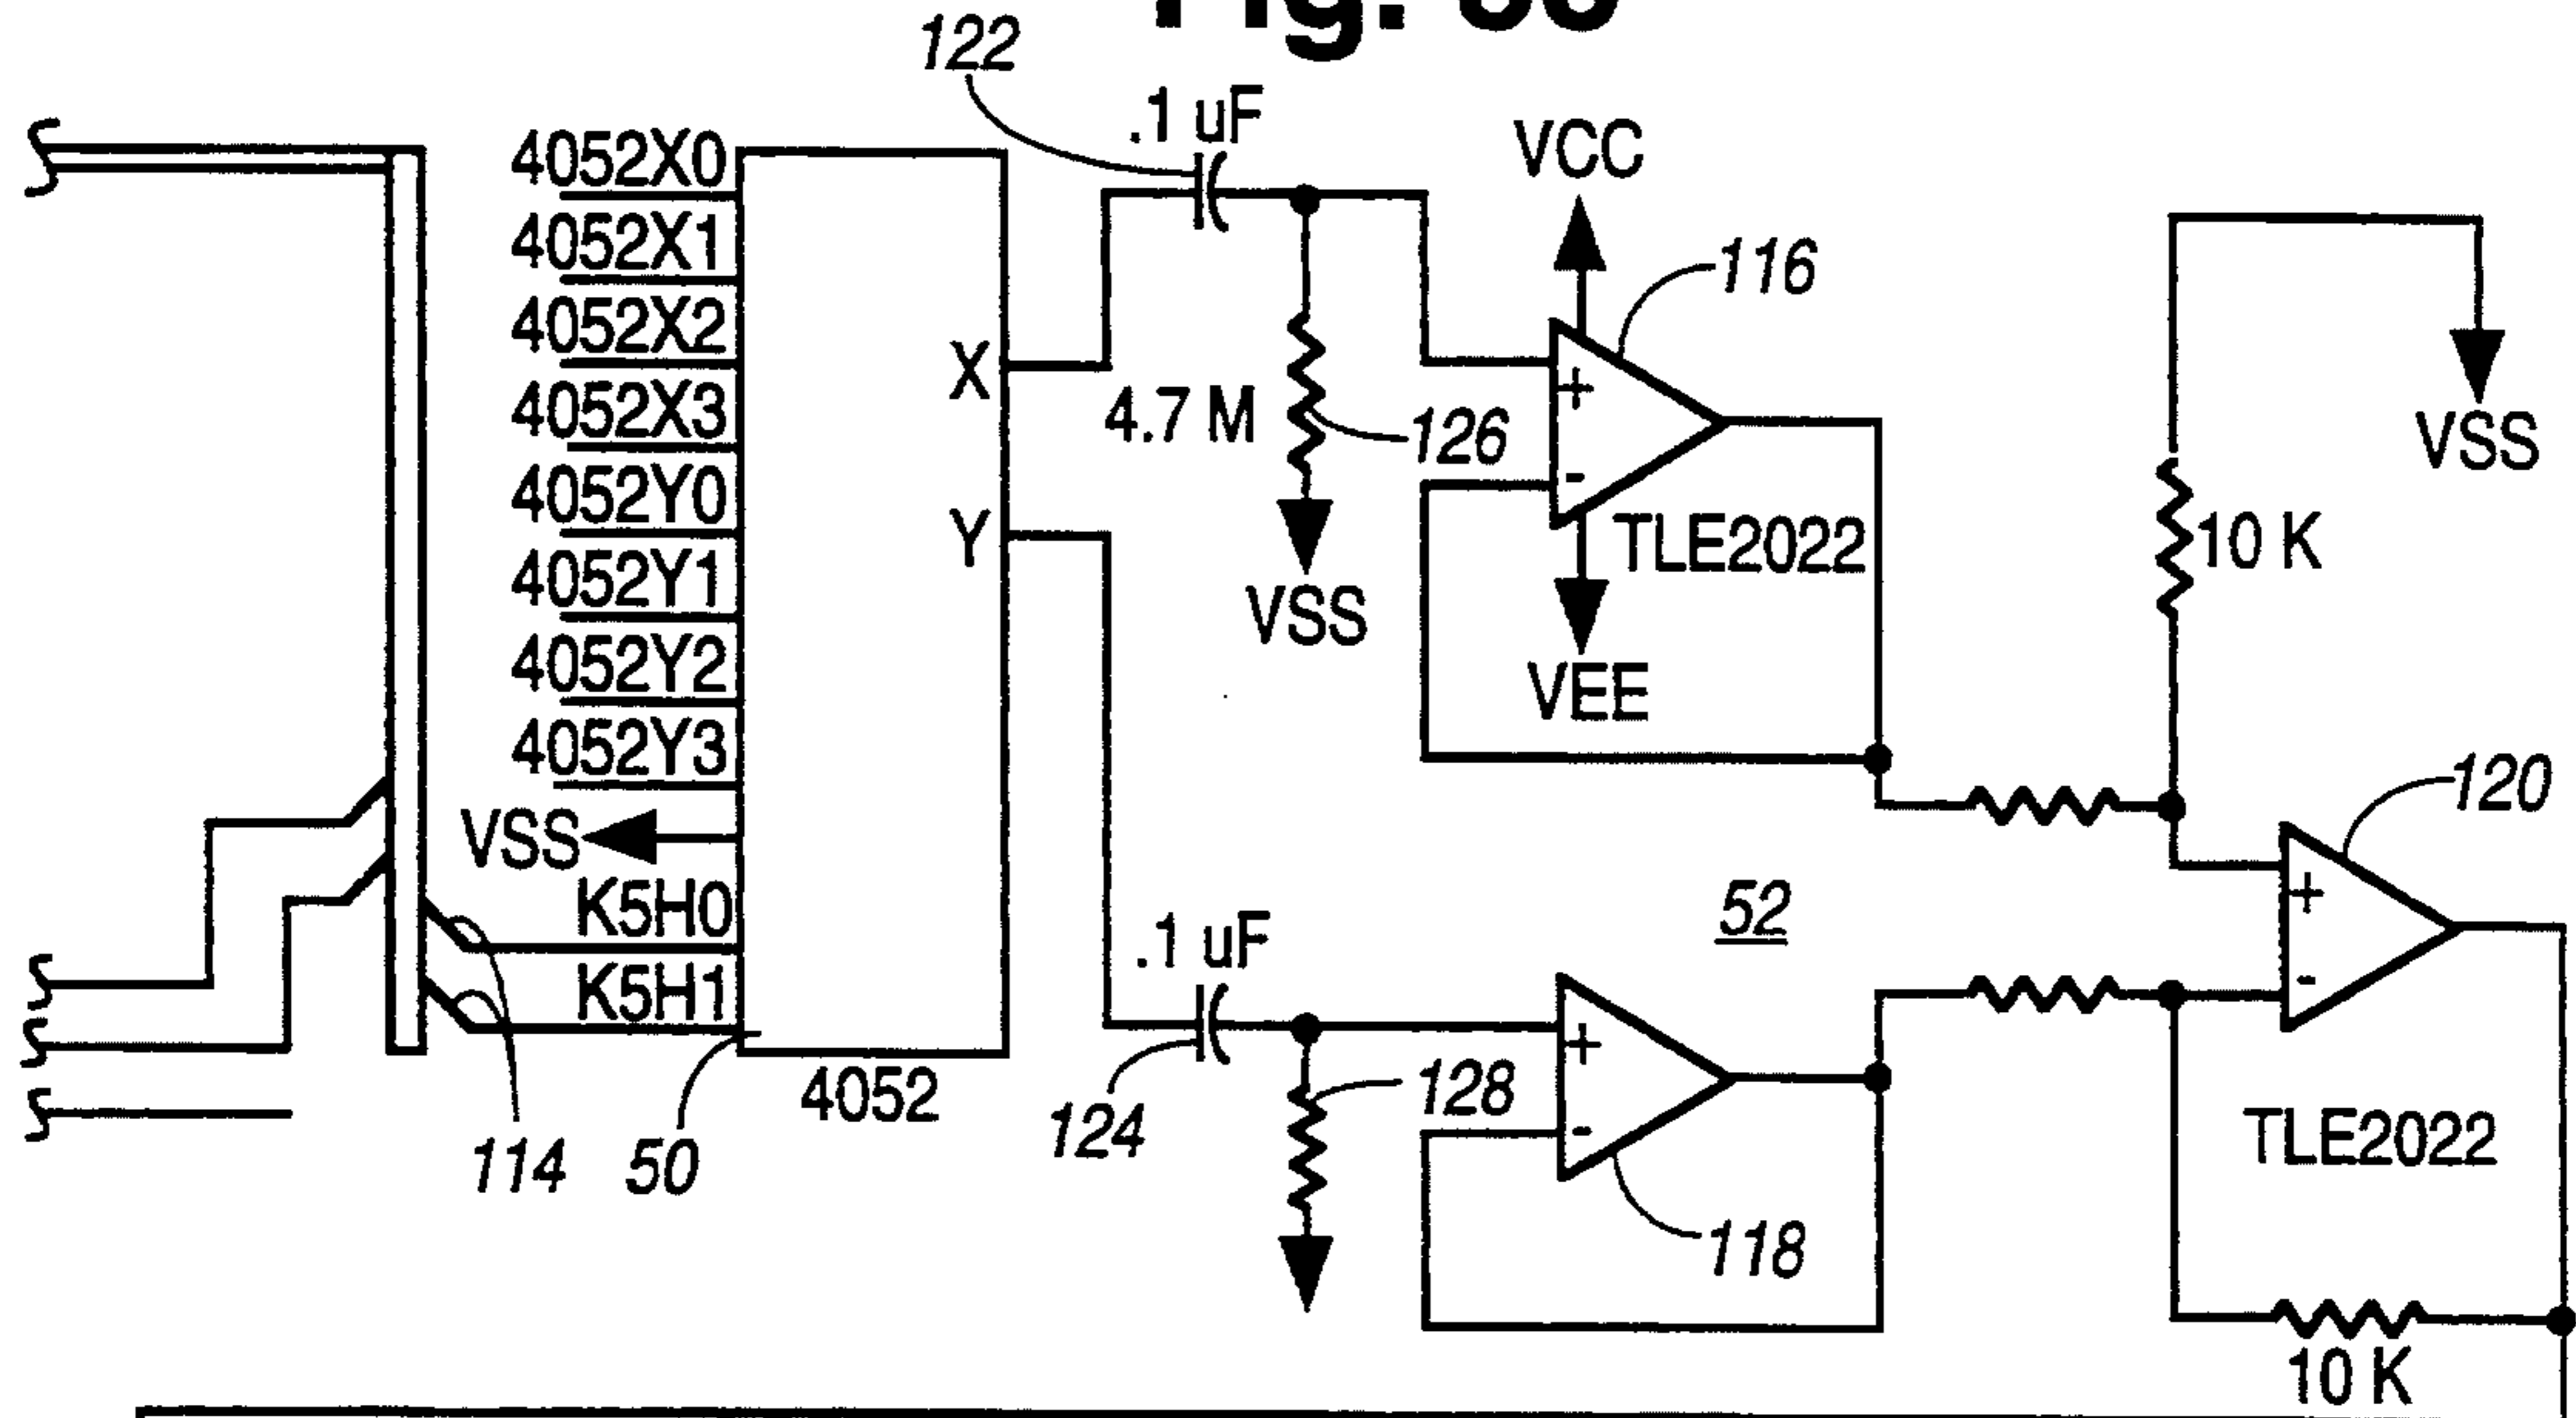 122
.1 uF
VCC
4052X0
4052X1
4052X2
4052X3
4052Y0
4052Y1
4052Y2
4052Y3
VSS
K5H0
K5H1
X
Y
4052
114
50
4.7 M
126
VSS
116
+
-
TLE2022
VEE
VSS
10 K
120
52
.1 uF
124
128
+
-
118
+
-
TLE2022
10 K